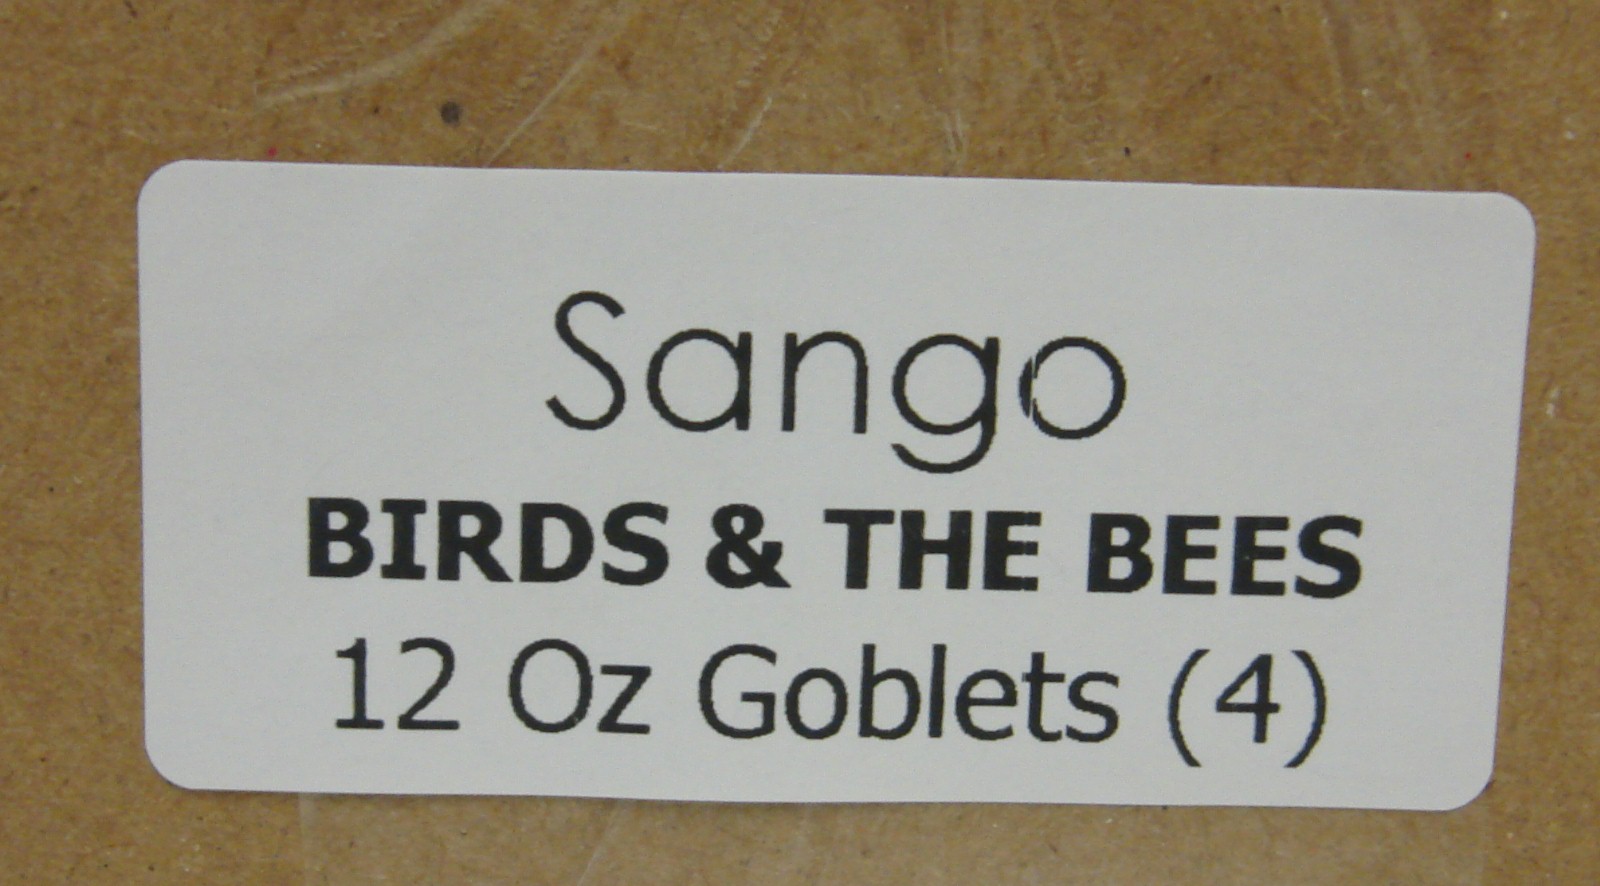 Sango
BIRDS & THE BEES
12 Oz Goblets (4)